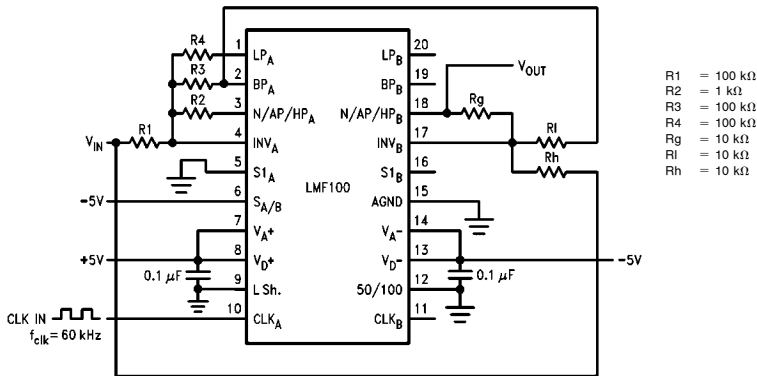 R4
R3
R2
R1
V_IN
1 LP_A
2 BP_A
3 N/AP/HP_A
4 INV_A
5 S1_A
6 S_A/B
7 V_A+
8 V_D+
9 L Sh.
10 CLK_A
LMF100
LP_B 20
BP_B 19
N/AP/HP_B 18
INV_B 17
S1_B 16
AGND 15
V_A- 14
V_D- 13
50/100 12
CLK_B 11
-5V
+5V
0.1 µF
CLK IN
f_clk = 60 kHz
V_OUT
Rg
Rl
Rh
-5V
0.1 µF
R1 = 100 kΩ
R2 = 1 kΩ
R3 = 100 kΩ
R4 = 100 kΩ
Rg = 10 kΩ
Rl = 10 kΩ
Rh = 10 kΩ